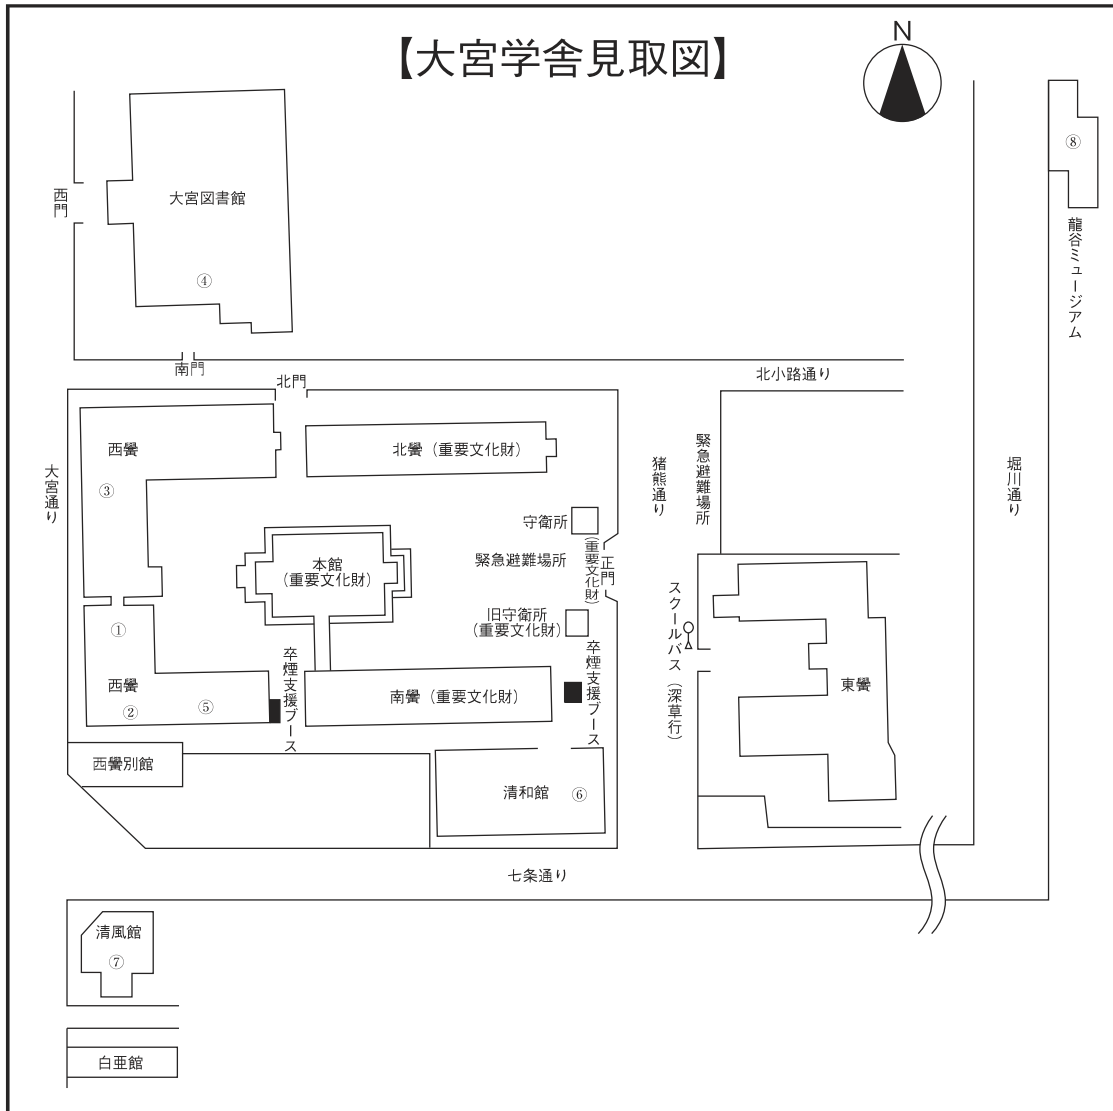 【大宮学舎見取図】
N
⑧
龍谷ミュージアム
西門
大宮図書館
④
南門
北小路通り
北門
西黌
③
北黌（重要文化財）
大宮通り
猪熊通り
緊急避難場所
堀川通り
守衛所
（重要文化財）
正門
緊急避難場所
本館
（重要文化財）
旧守衛所
（重要文化財）
スクールバス（深草行）
①
西黌
②
⑤
卒煙支援ブース
南黌（重要文化財）
卒煙支援ブース
東黌
西黌別館
清和館
⑥
七条通り
清風館
⑦
白亜館